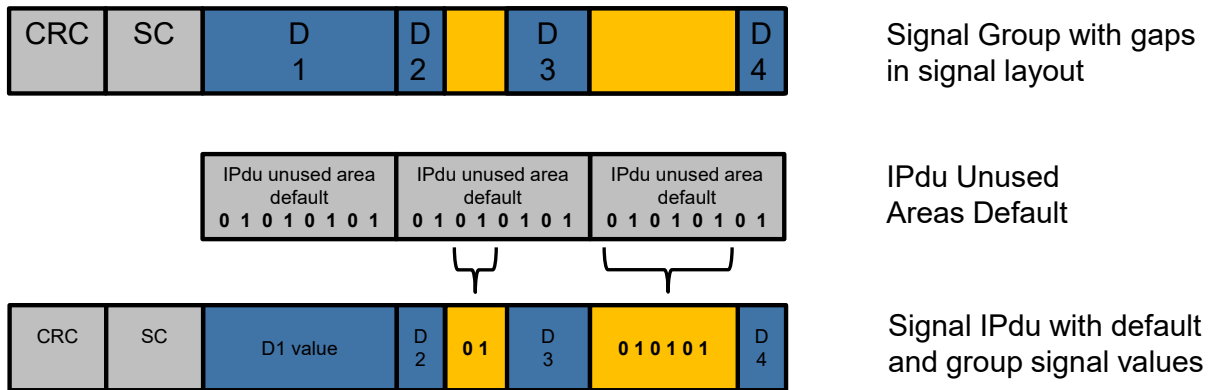 CRC SC D D D D
1 2 3 4
Signal Group with gaps
in signal layout
IPdu unused area IPdu unused area IPdu unused area
default default default
0 1 0 1 0 1 0 1 0 1 0 1 0 1 0 1 0 1 0 1 0 1 0 1
IPdu Unused
Areas Default
CRC SC D1 value D 0 1 D 0 1 0 1 0 1 D
2 3 4
Signal IPdu with default
and group signal values